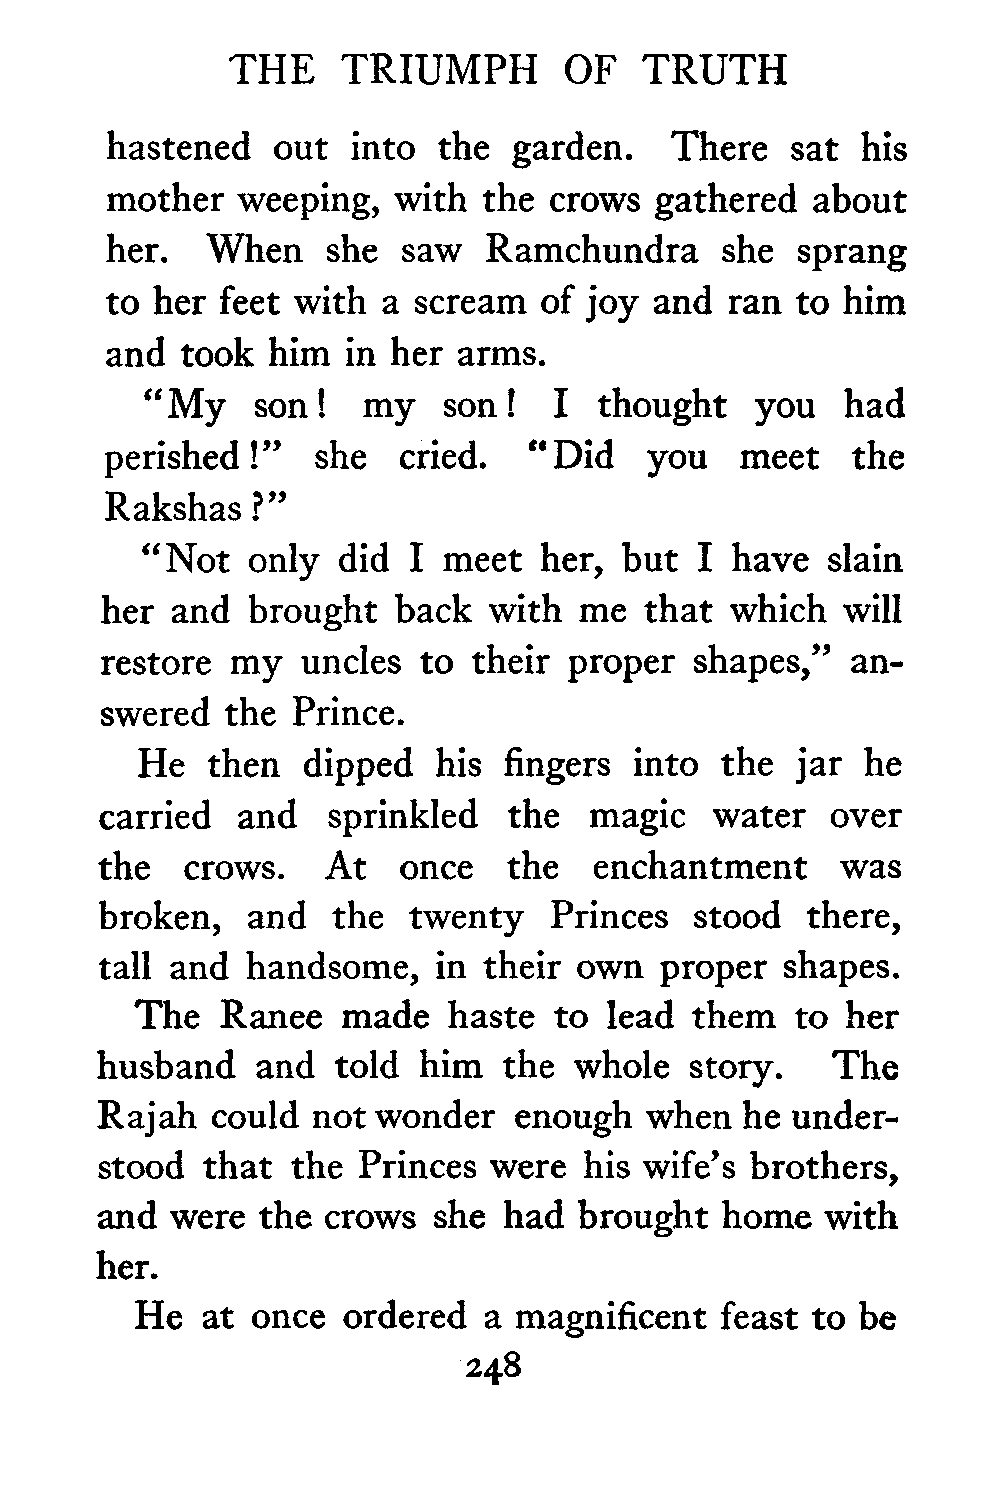 THE TRIUMPH OF TRUTH
hastened out into the garden. There sat his
mother weeping, with the crows gathered about
her. When she saw Ramchundra she sprang
to her feet with a scream of joy and ran to him
and took him in her arms.
"My son! my son! I thought you had
perished!" she cried. "Did you meet the
Rakshas?"
"Not only did I meet her, but I have slain
her and brought back with me that which will
restore my uncles to their proper shapes," an-
swered the Prince.
He then dipped his fingers into the jar he
carried and sprinkled the magic water over
the crows. At once the enchantment was
broken, and the twenty Princes stood there,
tall and handsome, in their own proper shapes.
The Ranee made haste to lead them to her
husband and told him the whole story. The
Rajah could not wonder enough when he under-
stood that the Princes were his wife's brothers,
and were the crows she had brought home with
her.
He at once ordered a magnificent feast to be
248